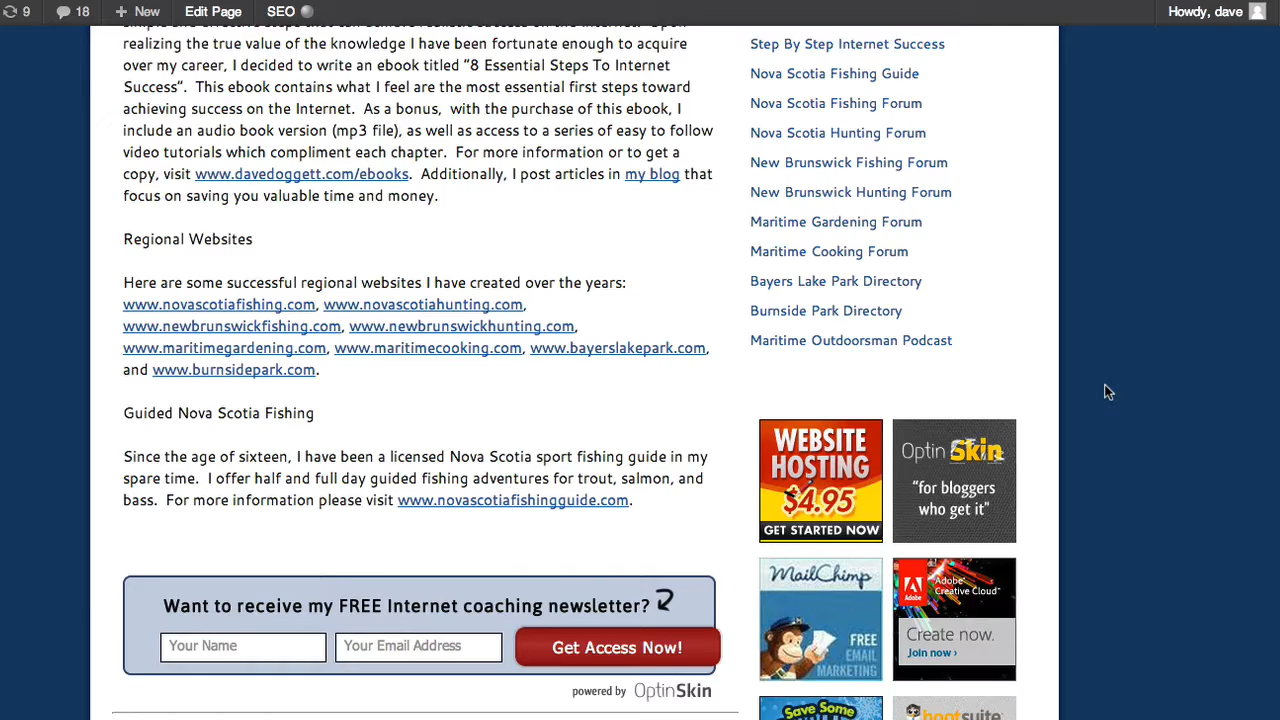 9 18 New Edit Page SEO Howdy, dave
realizing the true value of the knowledge I have been fortunate enough to acquire
over my career, I decided to write an ebook titled "8 Essential Steps To Internet
Success". This ebook contains what I feel are the most essential first steps toward
achieving success on the Internet. As a bonus, with the purchase of this ebook, I
include an audio book version (mp3 file), as well as access to a series of easy to follow
video tutorials which compliment each chapter. For more information or to get a
copy, visit www.davedoggett.com/ebooks. Additionally, I post articles in my blog that
focus on saving you valuable time and money.
Regional Websites
Here are some successful regional websites I have created over the years:
www.novascotiafishing.com, www.novascotiahunting.com,
www.newbrunswickfishing.com, www.newbrunswickhunting.com,
www.maritimegardening.com, www.maritimecooking.com, www.bayerslakepark.com,
and www.burnsidepark.com.
Guided Nova Scotia Fishing
Since the age of sixteen, I have been a licensed Nova Scotia sport fishing guide in my
spare time. I offer half and full day guided fishing adventures for trout, salmon, and
bass. For more information please visit www.novascotiafishingguide.com.
Want to receive my FREE Internet coaching newsletter?
Your Name Your Email Address Get Access Now!
powered by OptinSkin
Step By Step Internet Success
Nova Scotia Fishing Guide
Nova Scotia Fishing Forum
Nova Scotia Hunting Forum
New Brunswick Fishing Forum
New Brunswick Hunting Forum
Maritime Gardening Forum
Maritime Cooking Forum
Bayers Lake Park Directory
Burnside Park Directory
Maritime Outdoorsman Podcast
WEBSITE
HOSTING
$4.95
GET STARTED NOW
Optin Skin
"for bloggers
who get it"
MailChimp
FREE
EMAIL
MARKETING
Adobe
Adobe®
Creative Cloud™
Create now.
Join now ›
Save Some
hootsuite